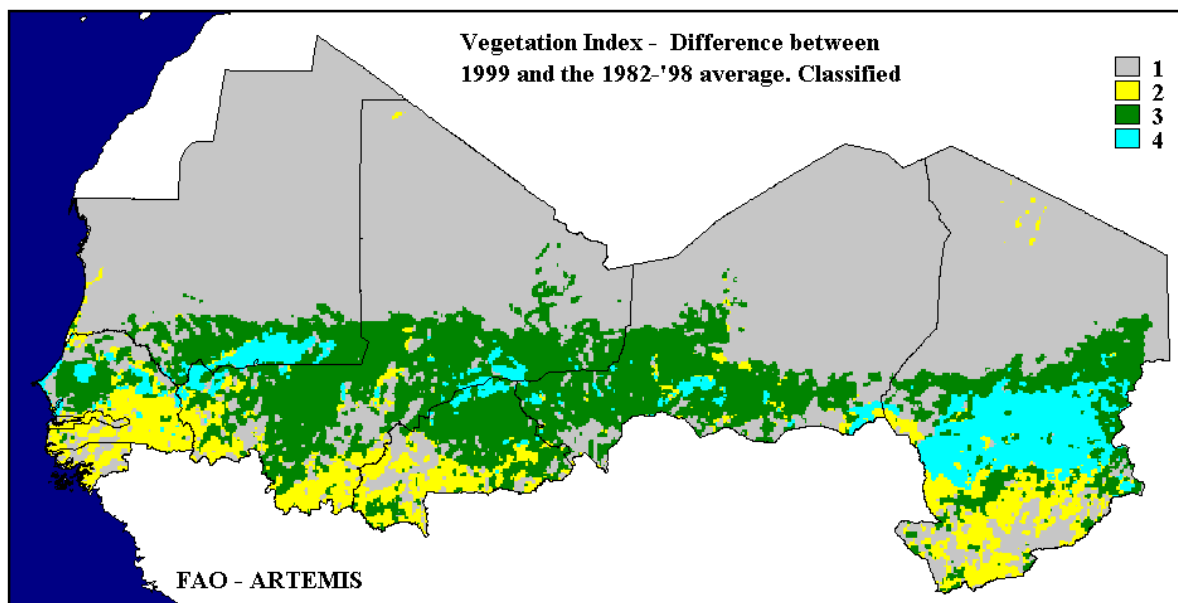 Vegetation Index - Difference between
1999 and the 1982-'98 average. Classified
1
2
3
4
FAO - ARTEMIS